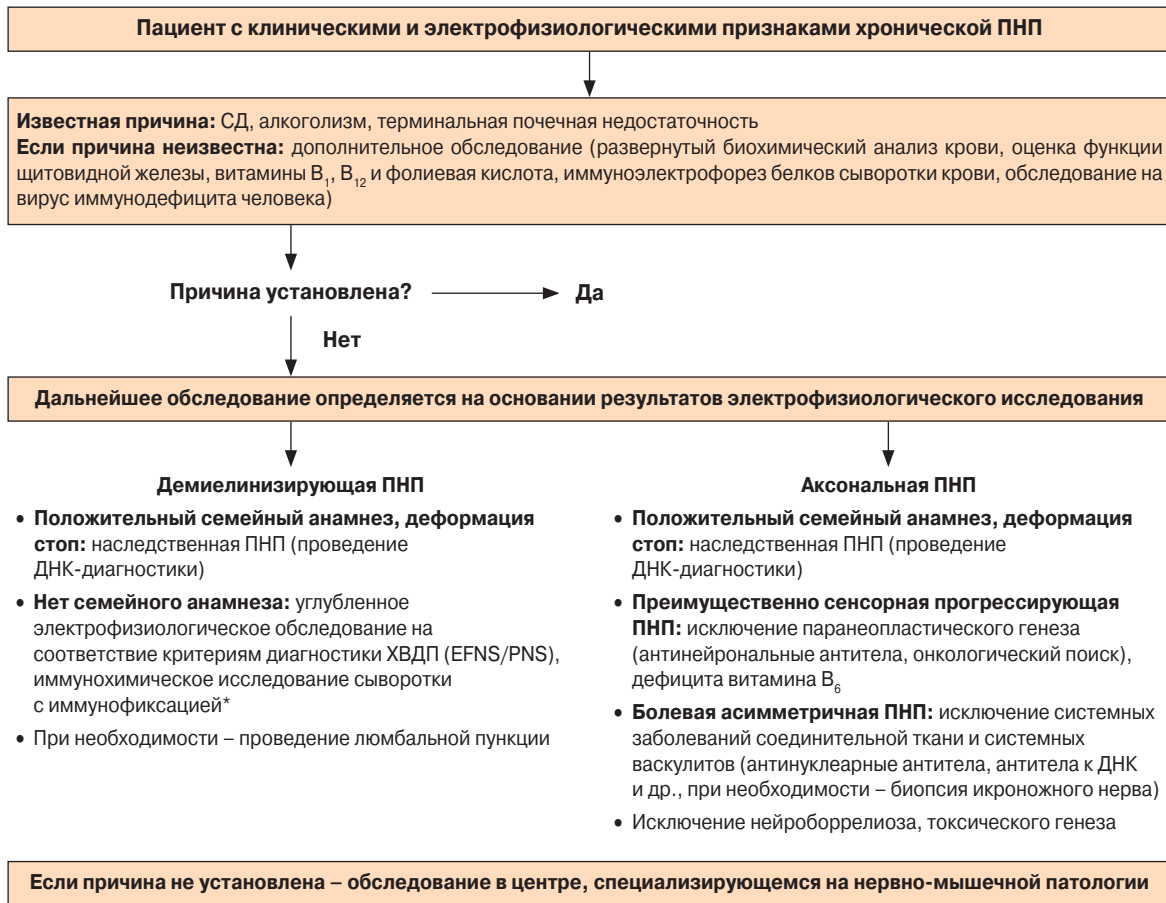 Пациент с клиническими и электрофизиологическими признаками хронической ПНП
Известная причина: СД, алкоголизм, терминальная почечная недостаточность
Если причина неизвестна: дополнительное обследование (развернутый биохимический анализ крови, оценка функции
щитовидной железы, витамины B₁, B₁₂ и фолиевая кислота, иммуноэлектрофорез белков сыворотки крови, обследование на
вирус иммунодефицита человека)
Причина установлена?
Да
Нет
Дальнейшее обследование определяется на основании результатов электрофизиологического исследования
Демиелинизирующая ПНП
• Положительный семейный анамнез, деформация
стоп: наследственная ПНП (проведение
ДНК-диагностики)
• Нет семейного анамнеза: углубленное
электрофизиологическое обследование на
соответствие критериям диагностики ХВДП (EFNS/PNS),
иммунохимическое исследование сыворотки
с иммунофиксацией*
• При необходимости – проведение люмбальной пункции
Аксональная ПНП
• Положительный семейный анамнез, деформация
стоп: наследственная ПНП (проведение
ДНК-диагностики)
• Преимущественно сенсорная прогрессирующая
ПНП: исключение паранеопластического генеза
(антинейрональные антитела, онкологический поиск),
дефицита витамина B₆
• Болевая асимметричная ПНП: исключение системных
заболеваний соединительной ткани и системных
васкулитов (антинуклеарные антитела, антитела к ДНК
и др., при необходимости – биопсия икроножного нерва)
• Исключение нейроборрелиоза, токсического генеза
Если причина не установлена – обследование в центре, специализирующемся на нервно-мышечной патологии